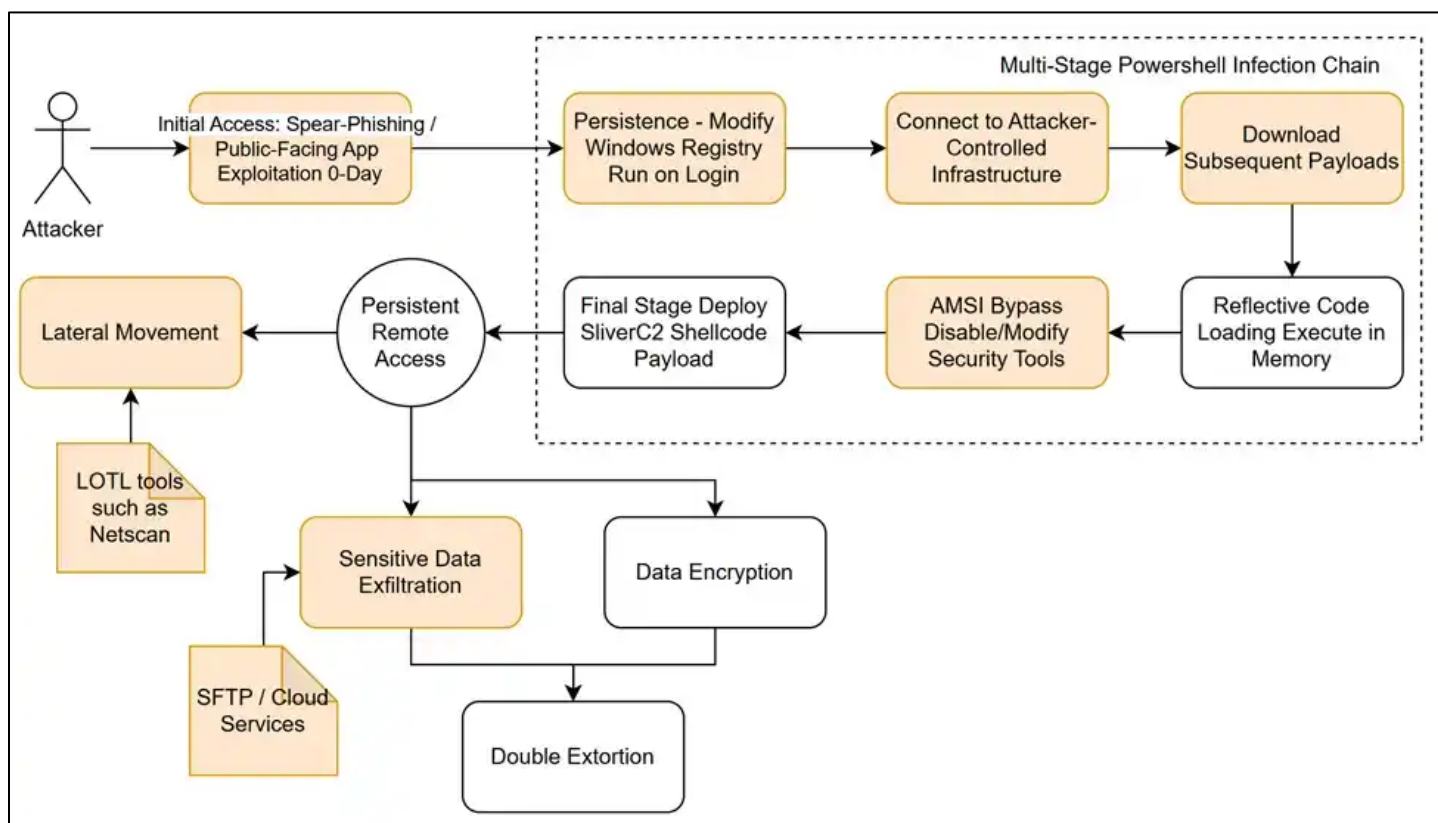 Multi-Stage Powershell Infection Chain
Initial Access: Spear-Phishing /
Public-Facing App
Exploitation 0-Day
Persistence - Modify
Windows Registry
Run on Login
Connect to Attacker-
Controlled
Infrastructure
Download
Subsequent Payloads
Attacker
Lateral Movement
Persistent
Remote
Access
Final Stage Deploy
SliverC2 Shellcode
Payload
AMSI Bypass
Disable/Modify
Security Tools
Reflective Code
Loading Execute in
Memory
LOTL tools
such as
Netscan
Sensitive Data
Exfiltration
Data Encryption
SFTP / Cloud
Services
Double Extortion